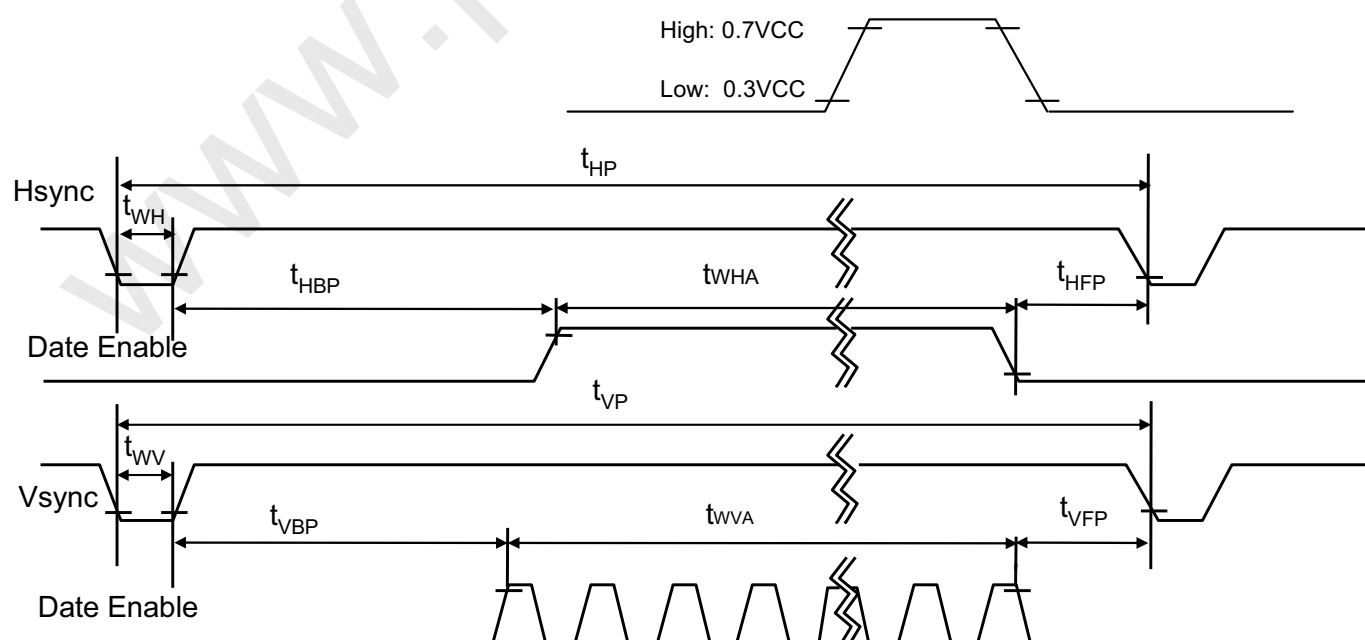 www.
High: 0.7VCC
Low: 0.3VCC
tHP
Hsync
tWH
tHBP
tWHA
tHFP
Date Enable
tVP
tWV
Vsync
tVBP
tWVA
tVFP
Date Enable